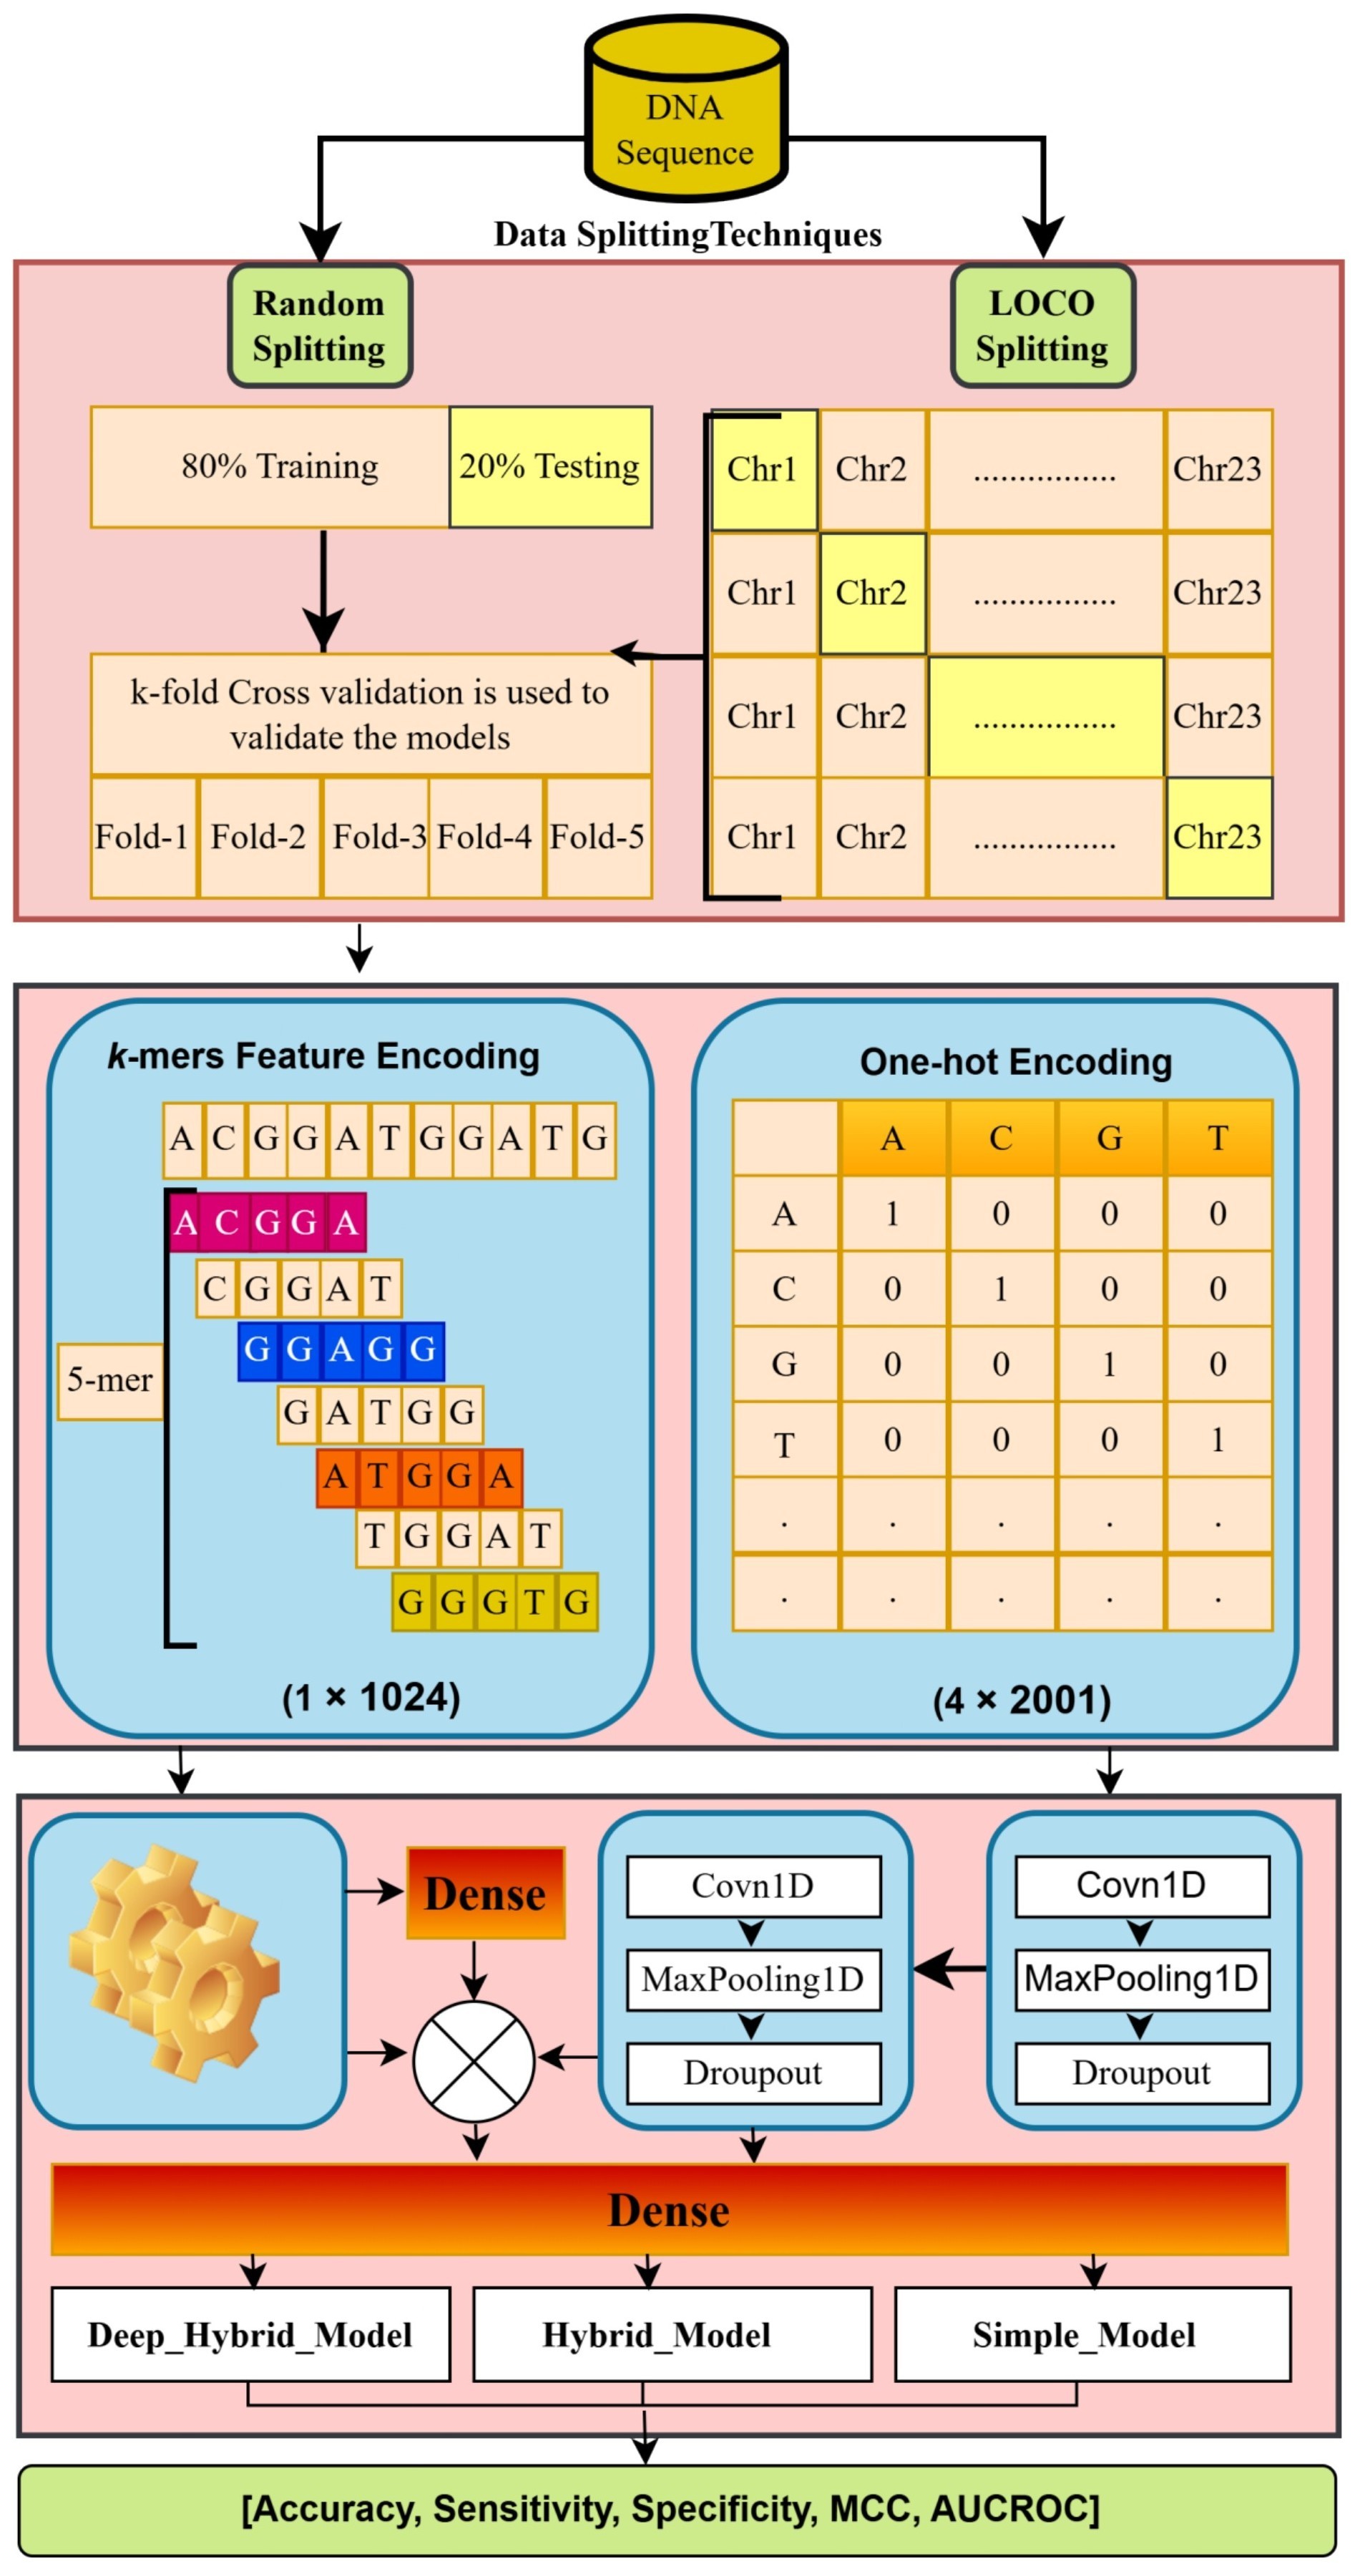 DNA
Sequence
Data SplittingTechniques
Random
Splitting
LOCO
Splitting
80% Training
20% Testing
Chr1 Chr2 ................ Chr23
Chr1 Chr2 ................ Chr23
Chr1 Chr2 ................ Chr23
Chr1 Chr2 ................ Chr23
k-fold Cross validation is used to
validate the models
Fold-1 Fold-2 Fold-3 Fold-4 Fold-5
k-mers Feature Encoding
A C G G A T G G A T G
5-mer
A C G G A
C G G A T
G G A G G
G A T G G
A T G G A
T G G A T
G G G T G
(1 × 1024)
One-hot Encoding
A C G T
A 1 0 0 0
C 0 1 0 0
G 0 0 1 0
T 0 0 0 1
. . . . .
. . . . .
(4 × 2001)
Dense
Covn1D
MaxPooling1D
Droupout
Covn1D
MaxPooling1D
Droupout
Dense
Deep_Hybrid_Model
Hybrid_Model
Simple_Model
[Accuracy, Sensitivity, Specificity, MCC, AUCROC]